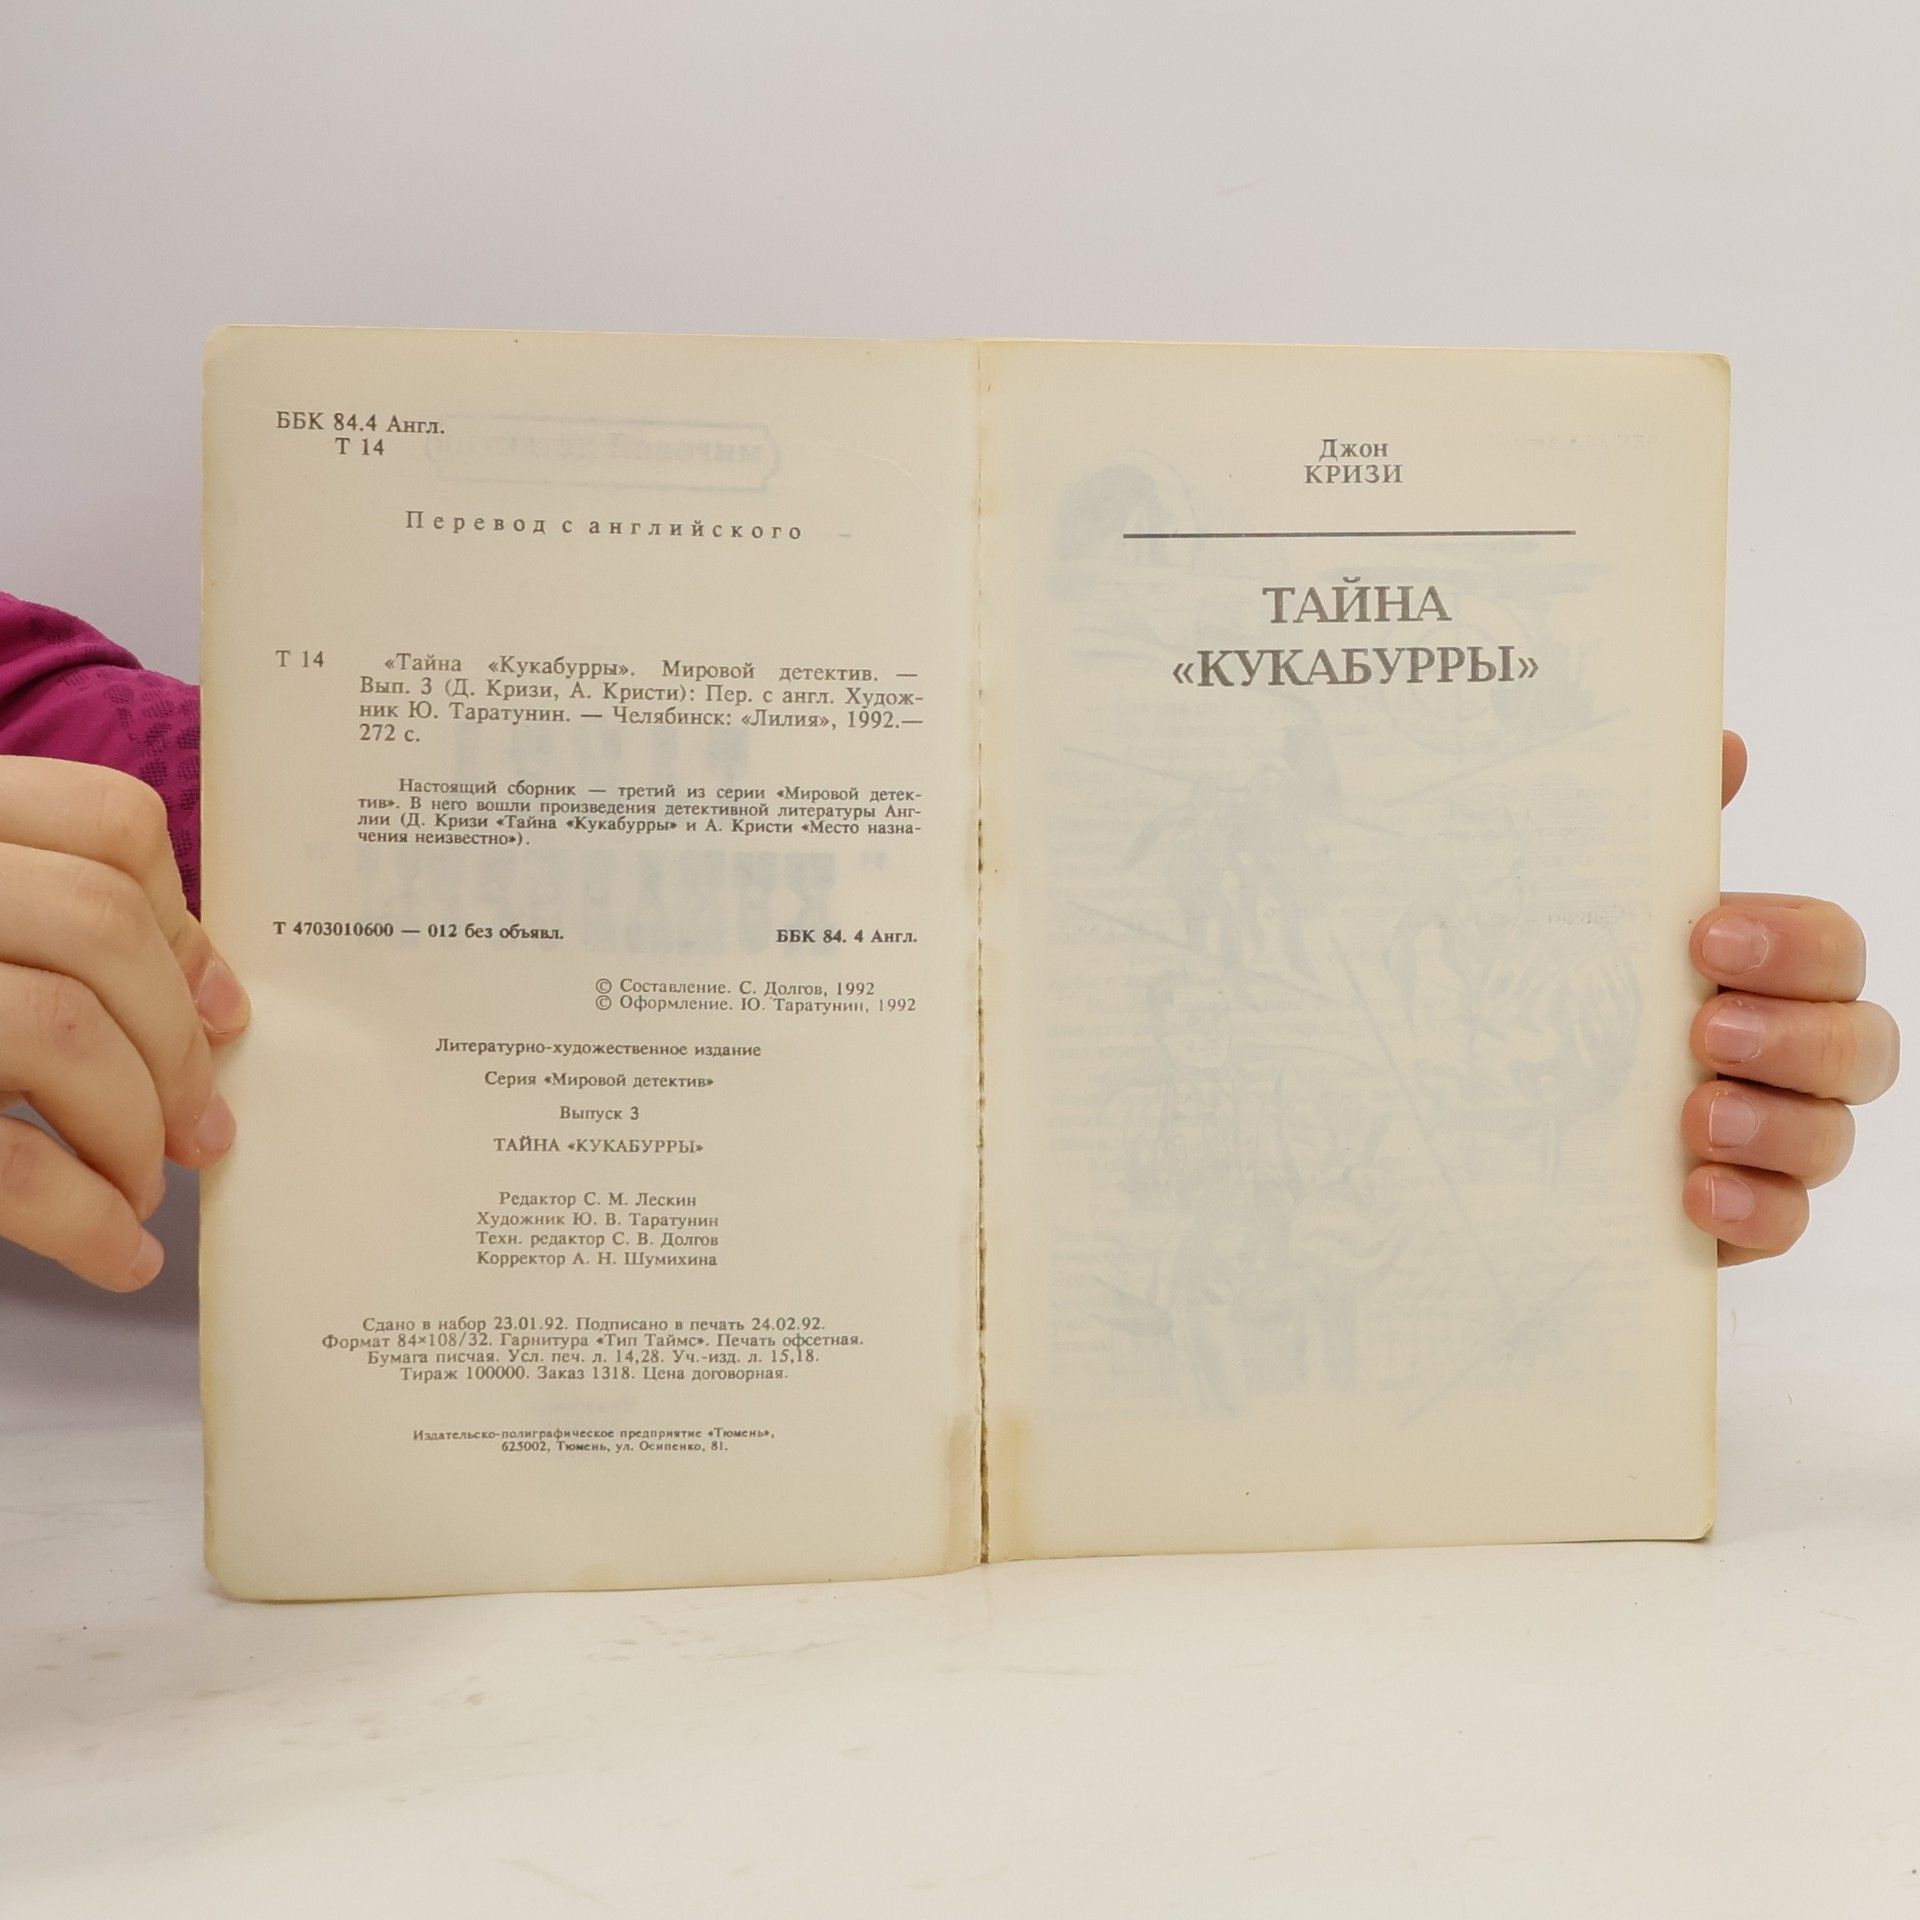 ББК 84.4 Англ.
Т 14
Перевод с английского
Т 14 «Тайна «Кукабурры». Мировой детектив. —
Вып. 3 (Д. Кризи, А. Кристи): Пер. с англ. Худож-
ник Ю. Таратунин. — Челябинск: «Лилия», 1992.—
272 с.
Настоящий сборник — третий из серии «Мировой детек-
тив». В него вошли произведения детективной литературы Анг-
лии (Д. Кризи «Тайна «Кукабурры» и А. Кристи «Место назна-
чения неизвестно»).
Т 4703010600 — 012 без объявл. ББК 84. 4 Англ.
© Составление. С. Долгов, 1992
© Оформление. Ю. Таратунин, 1992
Литературно-художественное издание
Серия «Мировой детектив»
Выпуск 3
ТАЙНА «КУКАБУРРЫ»
Редактор С. М. Лескин
Художник Ю. В. Таратунин
Техн. редактор С. В. Долгов
Корректор А. Н. Шумихина
Сдано в набор 23.01.92. Подписано в печать 24.02.92.
Формат 84×108/32. Гарнитура «Тип Таймс». Печать офсетная.
Бумага писчая. Усл. печ. л. 14,28. Уч.-изд. л. 15,18.
Тираж 100000. Заказ 1318. Цена договорная.
Издательско-полиграфическое предприятие «Тюмень»,
625002, Тюмень, ул. Осипенко, 81.
Джон
КРИЗИ
ТАЙНА
«КУКАБУРРЫ»